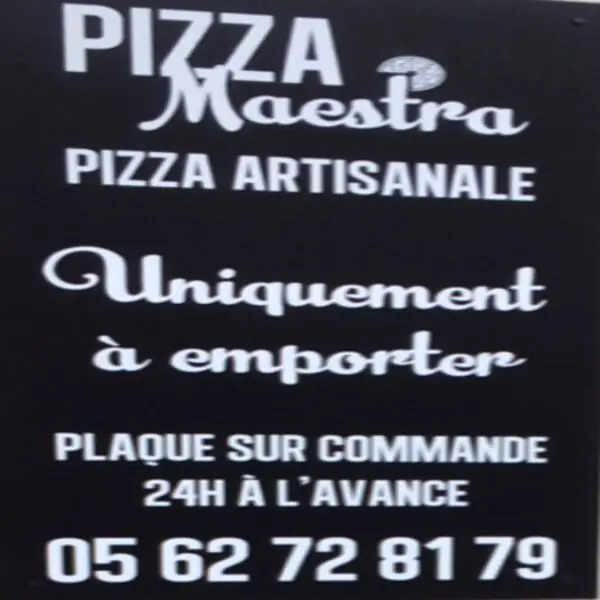 PIZZA
Maestra
PIZZA ARTISANALE
Uniquement
à emporter
PLAQUE SUR COMMANDE
24H À L'AVANCE
05 62 72 81 79